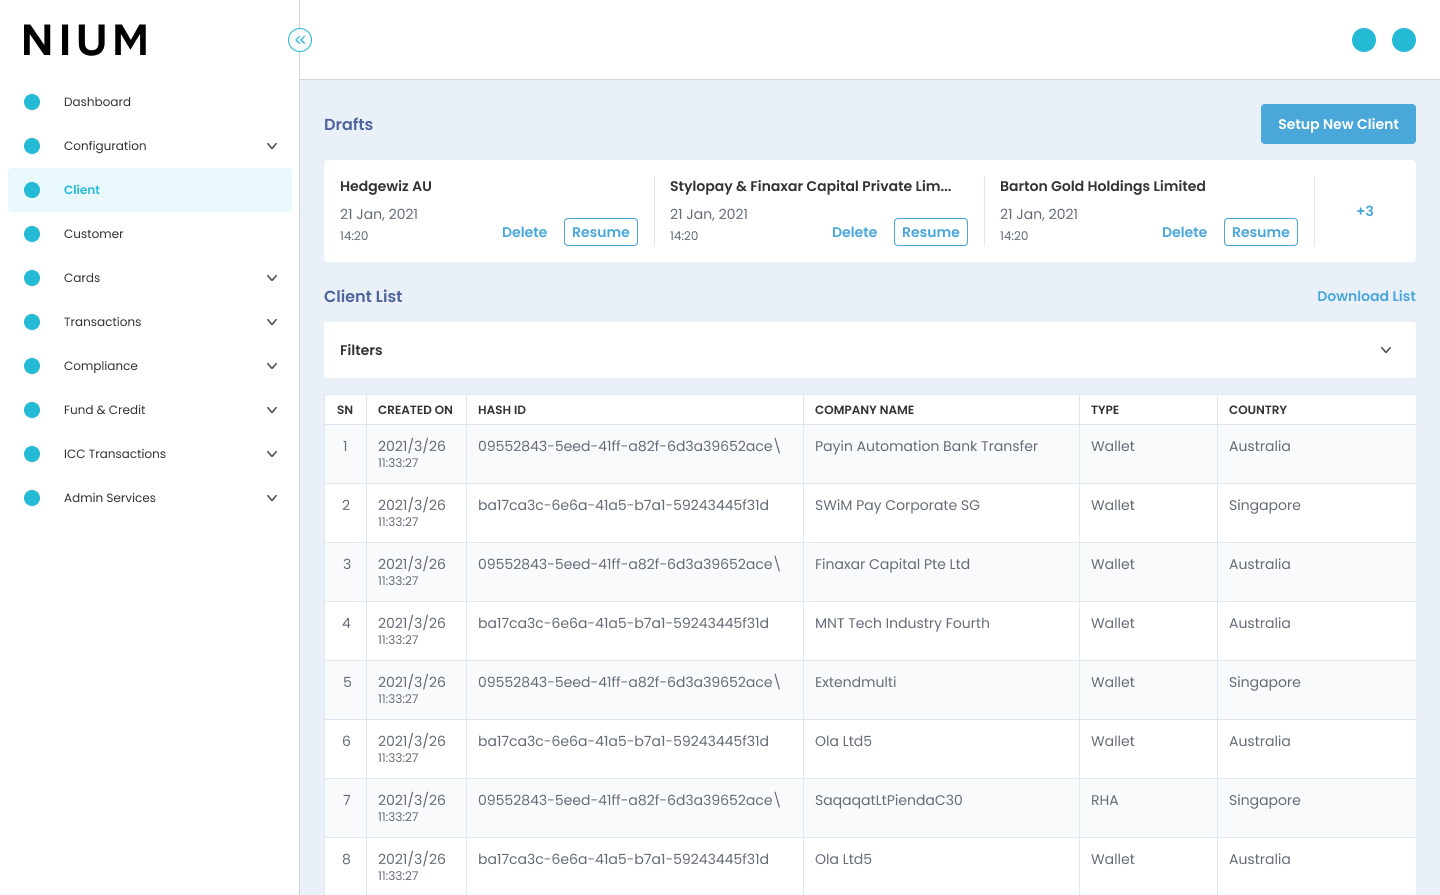 NIUM
Dashboard
Configuration
Client
Customer
Cards
Transactions
Compliance
Fund & Credit
ICC Transactions
Admin Services
Drafts
Setup New Client
Hedgewiz AU
21 Jan, 2021
14:20
Delete
Resume
Stylopay & Finaxar Capital Private Lim...
21 Jan, 2021
14:20
Delete
Resume
Barton Gold Holdings Limited
21 Jan, 2021
14:20
Delete
Resume
+3
Client List
Download List
Filters
SN CREATED ON HASH ID COMPANY NAME TYPE COUNTRY
1 2021/3/26 09552843-5eed-41ff-a82f-6d3a39652ace\ Payin Automation Bank Transfer Wallet Australia
11:33:27
2 2021/3/26 ba17ca3c-6e6a-41a5-b7a1-59243445f31d SWiM Pay Corporate SG Wallet Singapore
11:33:27
3 2021/3/26 09552843-5eed-41ff-a82f-6d3a39652ace\ Finaxar Capital Pte Ltd Wallet Australia
11:33:27
4 2021/3/26 ba17ca3c-6e6a-41a5-b7a1-59243445f31d MNT Tech Industry Fourth Wallet Australia
11:33:27
5 2021/3/26 09552843-5eed-41ff-a82f-6d3a39652ace\ Extendmulti Wallet Singapore
11:33:27
6 2021/3/26 ba17ca3c-6e6a-41a5-b7a1-59243445f31d Ola Ltd5 Wallet Australia
11:33:27
7 2021/3/26 09552843-5eed-41ff-a82f-6d3a39652ace\ SaqaqatLtPiendaC30 RHA Singapore
11:33:27
8 2021/3/26 ba17ca3c-6e6a-41a5-b7a1-59243445f31d Ola Ltd5 Wallet Australia
11:33:27